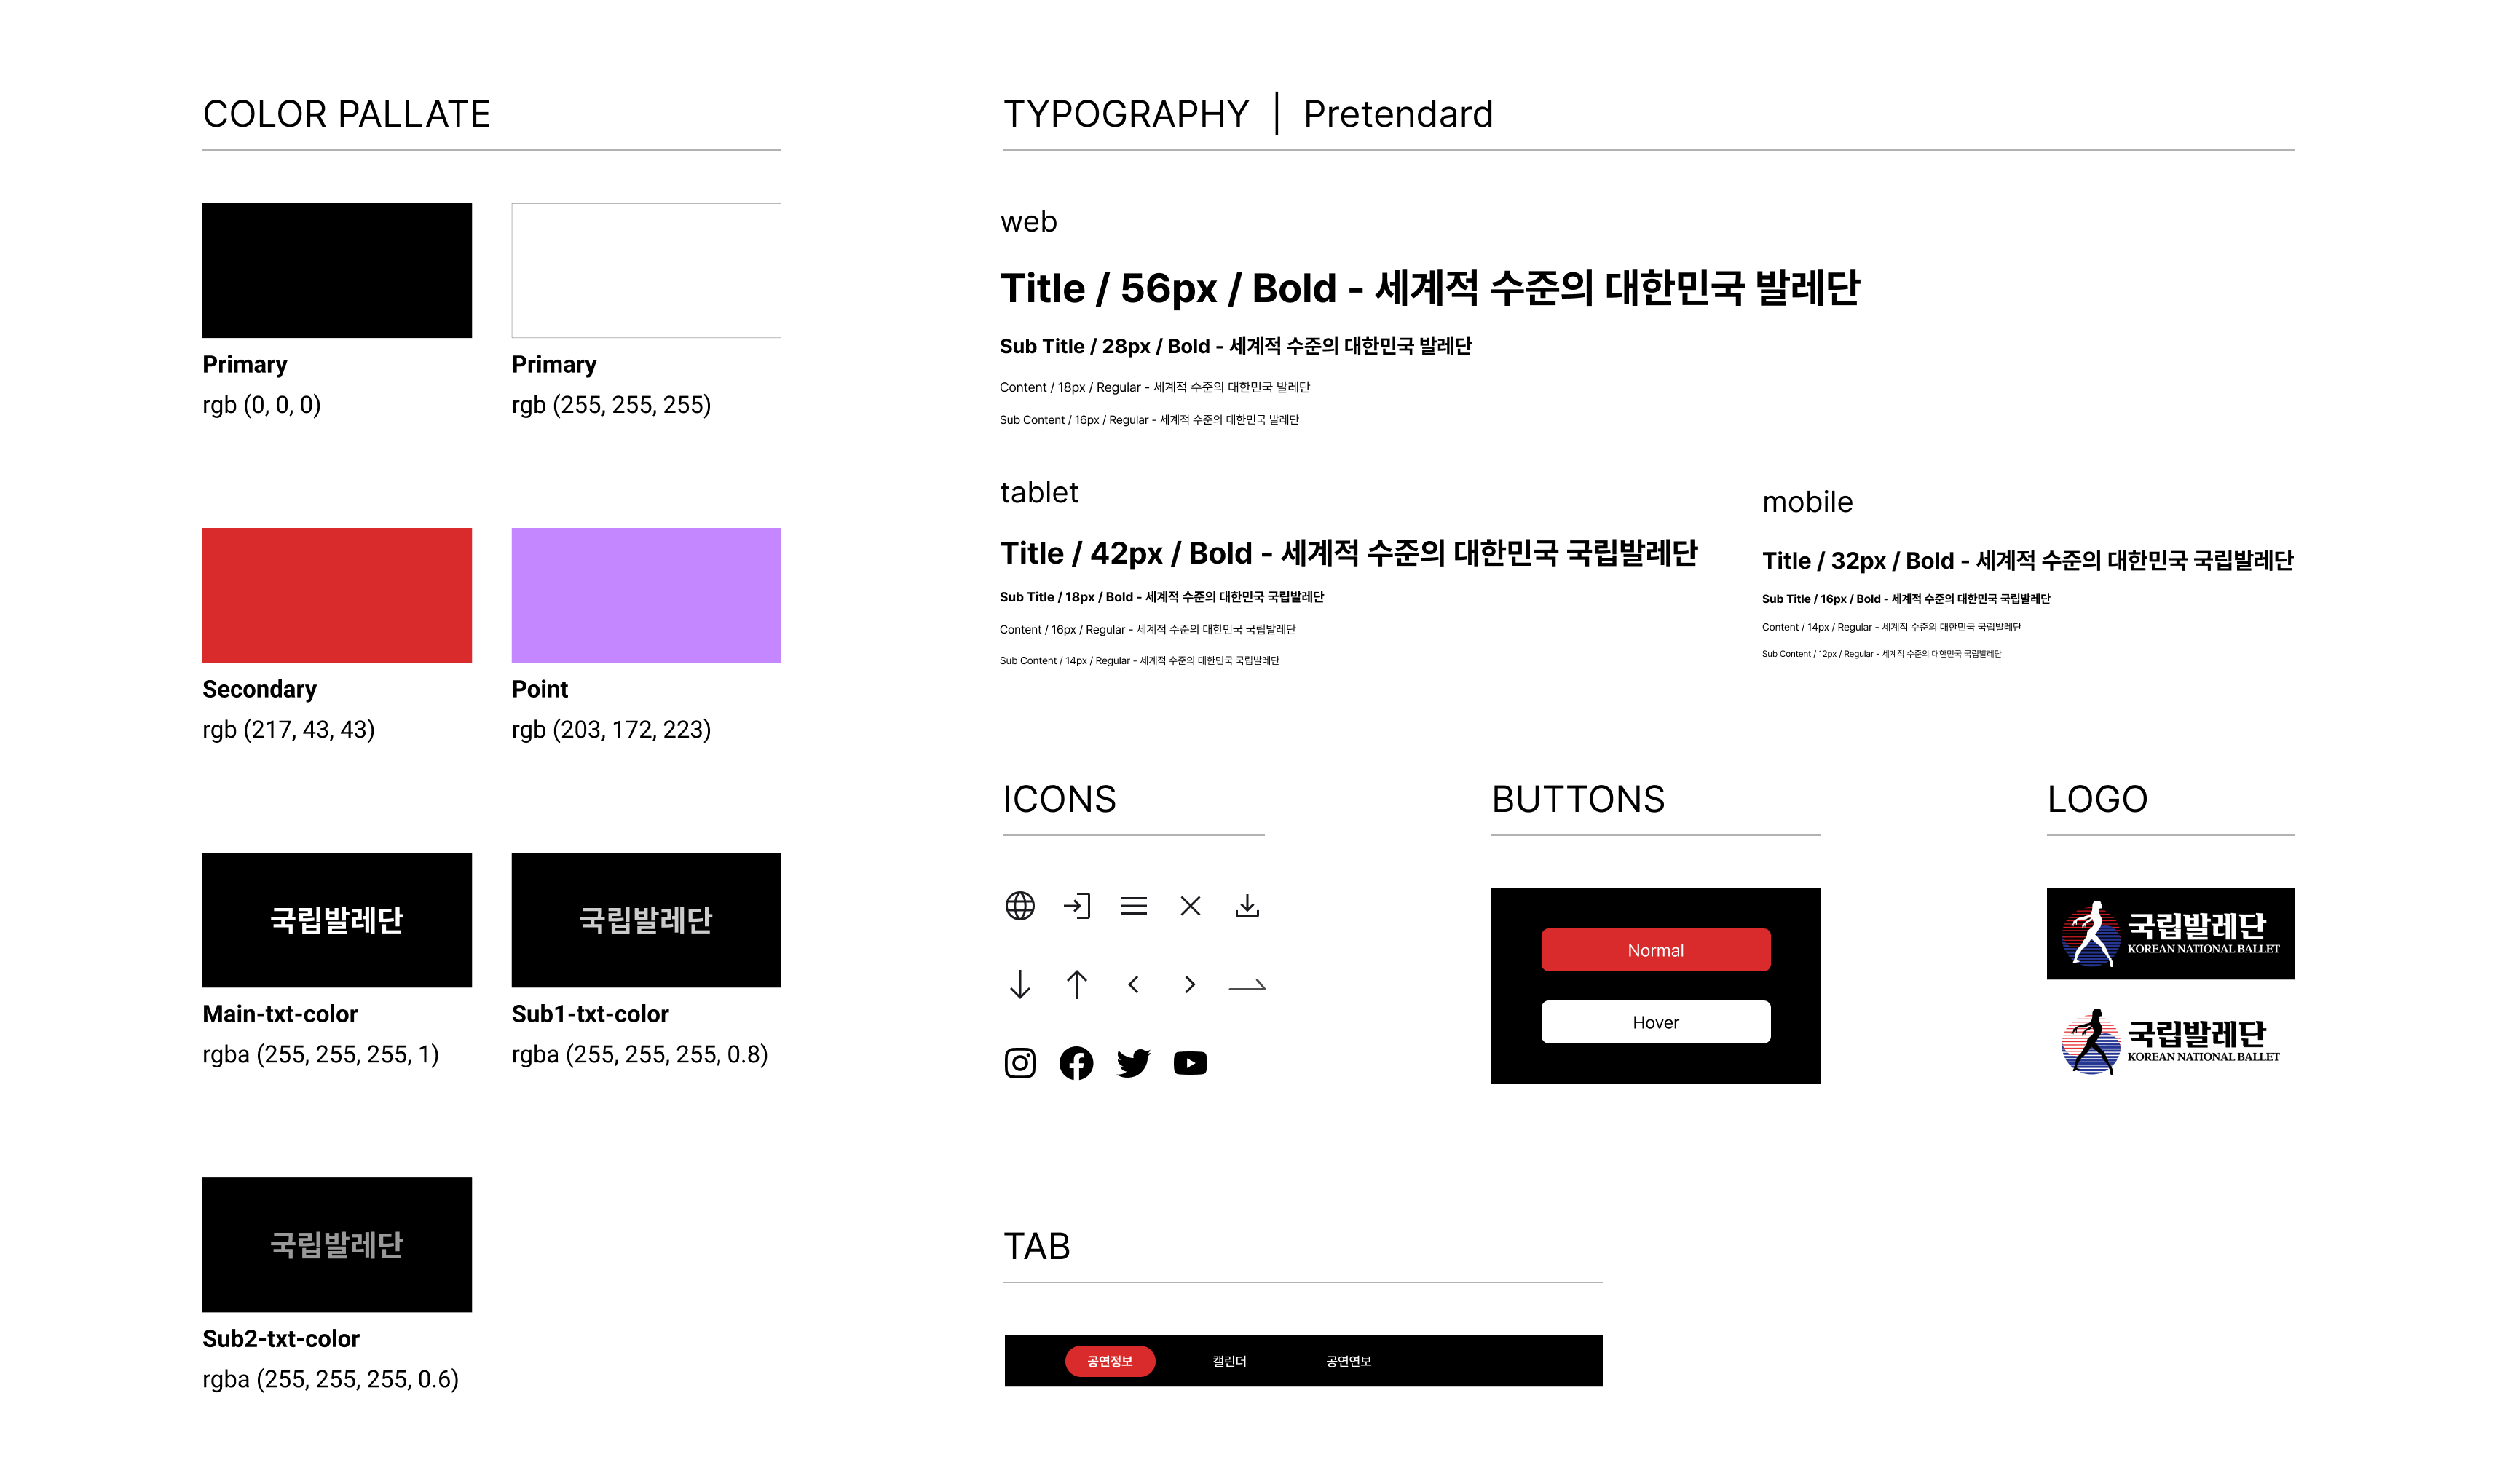 COLOR PALLATE
Primary
rgb (0, 0, 0)
Primary
rgb (255, 255, 255)
Secondary
rgb (217, 43, 43)
Point
rgb (203, 172, 223)
국립발레단
Main-txt-color
rgba (255, 255, 255, 1)
국립발레단
Sub1-txt-color
rgba (255, 255, 255, 0.8)
국립발레단
Sub2-txt-color
rgba (255, 255, 255, 0.6)
TYPOGRAPHY | Pretendard
web
Title / 56px / Bold - 세계적 수준의 대한민국 발레단
Sub Title / 28px / Bold - 세계적 수준의 대한민국 발레단
Content / 18px / Regular - 세계적 수준의 대한민국 발레단
Sub Content / 16px / Regular - 세계적 수준의 대한민국 발레단
tablet
Title / 42px / Bold - 세계적 수준의 대한민국 국립발레단
Sub Title / 18px / Bold - 세계적 수준의 대한민국 국립발레단
Content / 16px / Regular - 세계적 수준의 대한민국 국립발레단
Sub Content / 14px / Regular - 세계적 수준의 대한민국 국립발레단
mobile
Title / 32px / Bold - 세계적 수준의 대한민국 국립발레단
Sub Title / 16px / Bold - 세계적 수준의 대한민국 국립발레단
Content / 14px / Regular - 세계적 수준의 대한민국 국립발레단
Sub Content / 12px / Regular - 세계적 수준의 대한민국 국립발레단
ICONS
BUTTONS
Normal
Hover
LOGO
국립발레단
KOREAN NATIONAL BALLET
국립발레단
KOREAN NATIONAL BALLET
TAB
공연정보
캘린더
공연연보